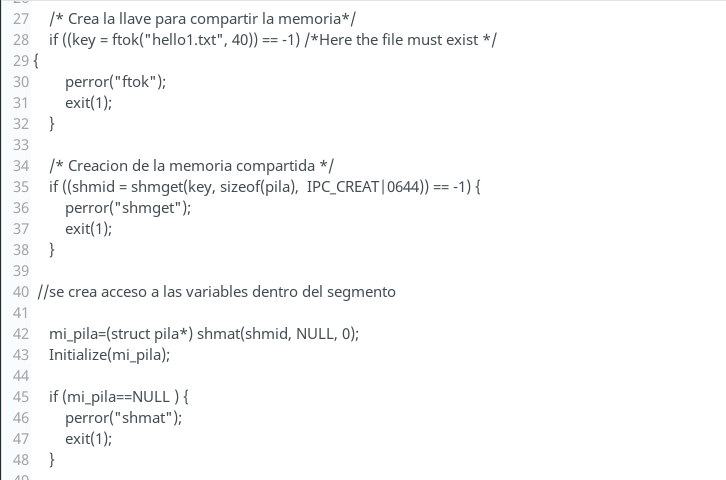 27 /* Crea la llave para compartir la memoria*/
28 if ((key = ftok("hello1.txt", 40)) == -1) /*Here the file must exist */
29 {
30 perror("ftok");
31 exit(1);
32 }
33
34 /* Creacion de la memoria compartida */
35 if ((shmid = shmget(key, sizeof(pila),  IPC_CREAT|0644)) == -1) {
36 perror("shmget");
37 exit(1);
38 }
39
40 //se crea acceso a las variables dentro del segmento
41
42 mi_pila=(struct pila*) shmat(shmid, NULL, 0);
43 Initialize(mi_pila);
44
45 if (mi_pila==NULL ) {
46 perror("shmat");
47 exit(1);
48 }